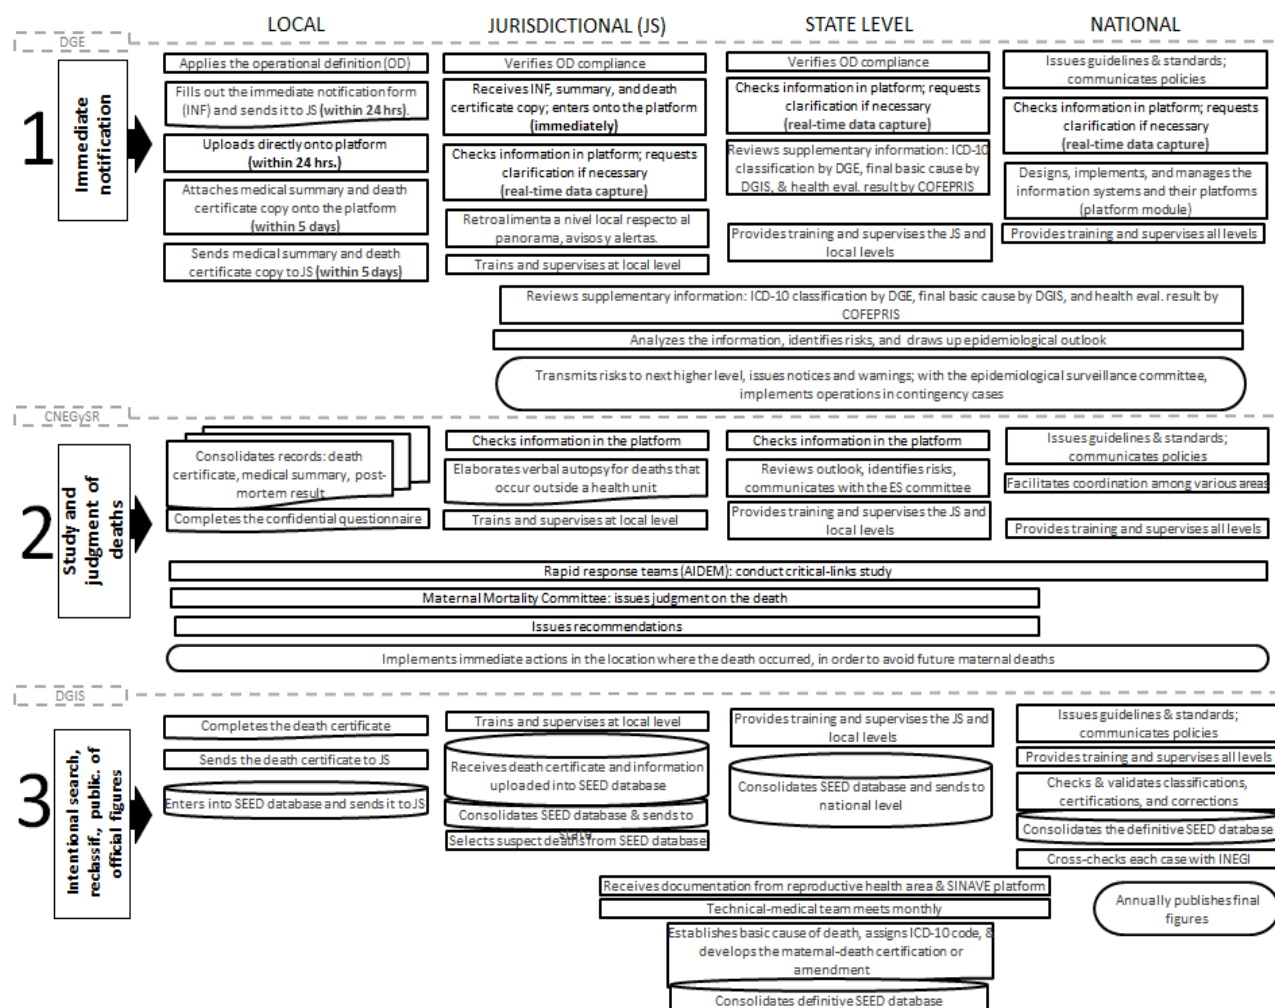 LOCAL
JURISDICTIONAL (JS)
STATE LEVEL
NATIONAL
DGE
1
Immediate
notification
Applies the operational definition (OD)
Fills out the immediate notification form
(INF) and sends it to JS (within 24 hrs).
Uploads directly onto platform
(within 24 hrs.)
Attaches medical summary and death
certificate copy onto the platform
(within 5 days)
Sends medical summary and death
certificate copy to JS (within 5 days)
Verifies OD compliance
Receives INF, summary, and death
certificate copy; enters onto the platform
(immediately)
Checks information in platform; requests
clarification if necessary
(real-time data capture)
Retroalimenta a nivel local respecto al
panorama, avisos y alertas.
Trains and supervises at local level
Verifies OD compliance
Checks information in platform; requests
clarification if necessary
(real-time data capture)
Reviews supplementary information: ICD-10
classification by DGE, final basic cause by
DGIS, & health eval. result by COFEPRIS
Provides training and supervises the JS and
local levels
Issues guidelines & standards;
communicates policies
Checks information in platform; requests
clarification if necessary
(real-time data capture)
Designs, implements, and manages the
information systems and their platforms
(platform module)
Provides training and supervises all levels
Reviews supplementary information: ICD-10 classification by DGE, final basic cause by DGIS, and health eval. result by
COFEPRIS
Analyzes the information, identifies risks, and draws up epidemiological outlook
Transmits risks to next higher level, issues notices and warnings; with the epidemiological surveillance committee,
implements operations in contingency cases
CNEGySR
2
Study and
judgment of
deaths
Consolidates records: death
certificate, medical summary, post-
mortem result
Completes the confidential questionnaire
Checks information in the platform
Elaborates verbal autopsy for deaths that
occur outside a health unit
Trains and supervises at local level
Checks information in the platform
Reviews outlook, identifies risks,
communicates with the ES committee
Provides training and supervises the JS and
local levels
Issues guidelines & standards;
communicates policies
Facilitates coordination among various areas
Provides training and supervises all levels
Rapid response teams (AIDEM): conduct critical-links study
Maternal Mortality Committee: issues judgment on the death
Issues recommendations
Implements immediate actions in the location where the death occurred, in order to avoid future maternal deaths
DGIS
3
Intentional search,
reclassif., public. of
official figures
Completes the death certificate
Sends the death certificate to JS
Enters into SEED database and sends it to JS
Trains and supervises at local level
Receives death certificate and information
uploaded into SEED database
Consolidates SEED database & sends to
state
Selects suspect deaths from SEED database
Provides training and supervises the JS and
local levels
Consolidates SEED database and sends to
national level
Issues guidelines & standards;
communicates policies
Provides training and supervises all levels
Checks & validates classifications,
certifications, and corrections
Consolidates the definitive SEED database
Cross-checks each case with INEGI
Receives documentation from reproductive health area & SINAVE platform
Technical-medical team meets monthly
Establishes basic cause of death, assigns ICD-10 code, &
develops the maternal-death certification or
amendment
Consolidates definitive SEED database
Annually publishes final
figures